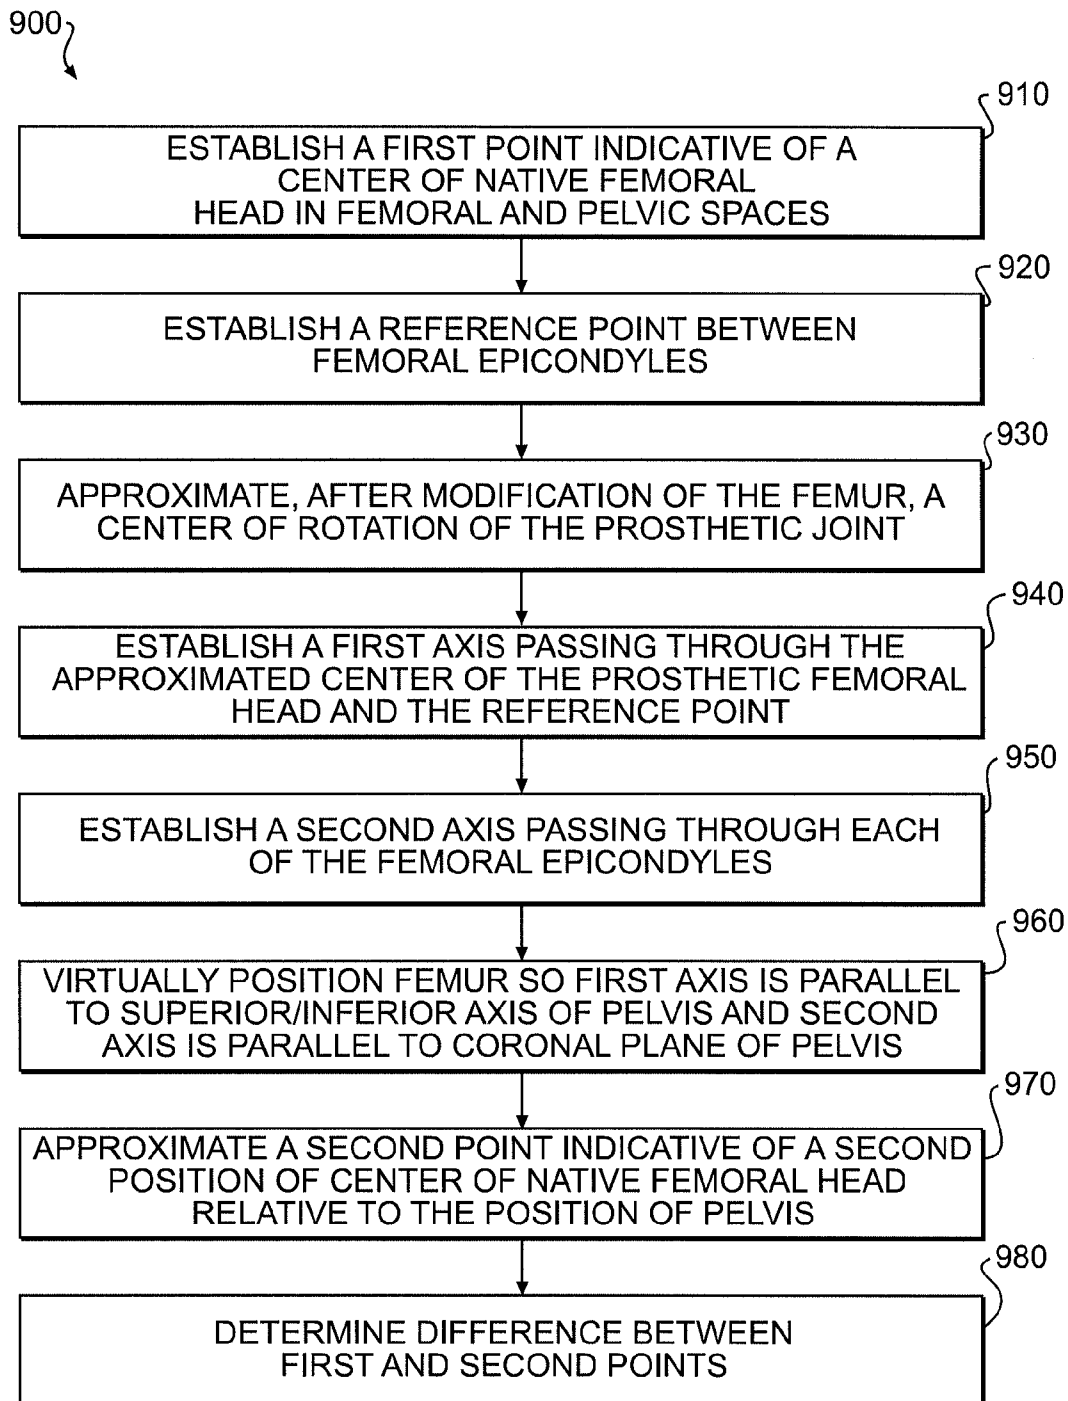 900
910
ESTABLISH A FIRST POINT INDICATIVE OF A
CENTER OF NATIVE FEMORAL
HEAD IN FEMORAL AND PELVIC SPACES
920
ESTABLISH A REFERENCE POINT BETWEEN
FEMORAL EPICONDYLES
930
APPROXIMATE, AFTER MODIFICATION OF THE FEMUR, A
CENTER OF ROTATION OF THE PROSTHETIC JOINT
940
ESTABLISH A FIRST AXIS PASSING THROUGH THE
APPROXIMATED CENTER OF THE PROSTHETIC FEMORAL
HEAD AND THE REFERENCE POINT
950
ESTABLISH A SECOND AXIS PASSING THROUGH EACH
OF THE FEMORAL EPICONDYLES
960
VIRTUALLY POSITION FEMUR SO FIRST AXIS IS PARALLEL
TO SUPERIOR/INFERIOR AXIS OF PELVIS AND SECOND
AXIS IS PARALLEL TO CORONAL PLANE OF PELVIS
970
APPROXIMATE A SECOND POINT INDICATIVE OF A SECOND
POSITION OF CENTER OF NATIVE FEMORAL HEAD
RELATIVE TO THE POSITION OF PELVIS
980
DETERMINE DIFFERENCE BETWEEN
FIRST AND SECOND POINTS